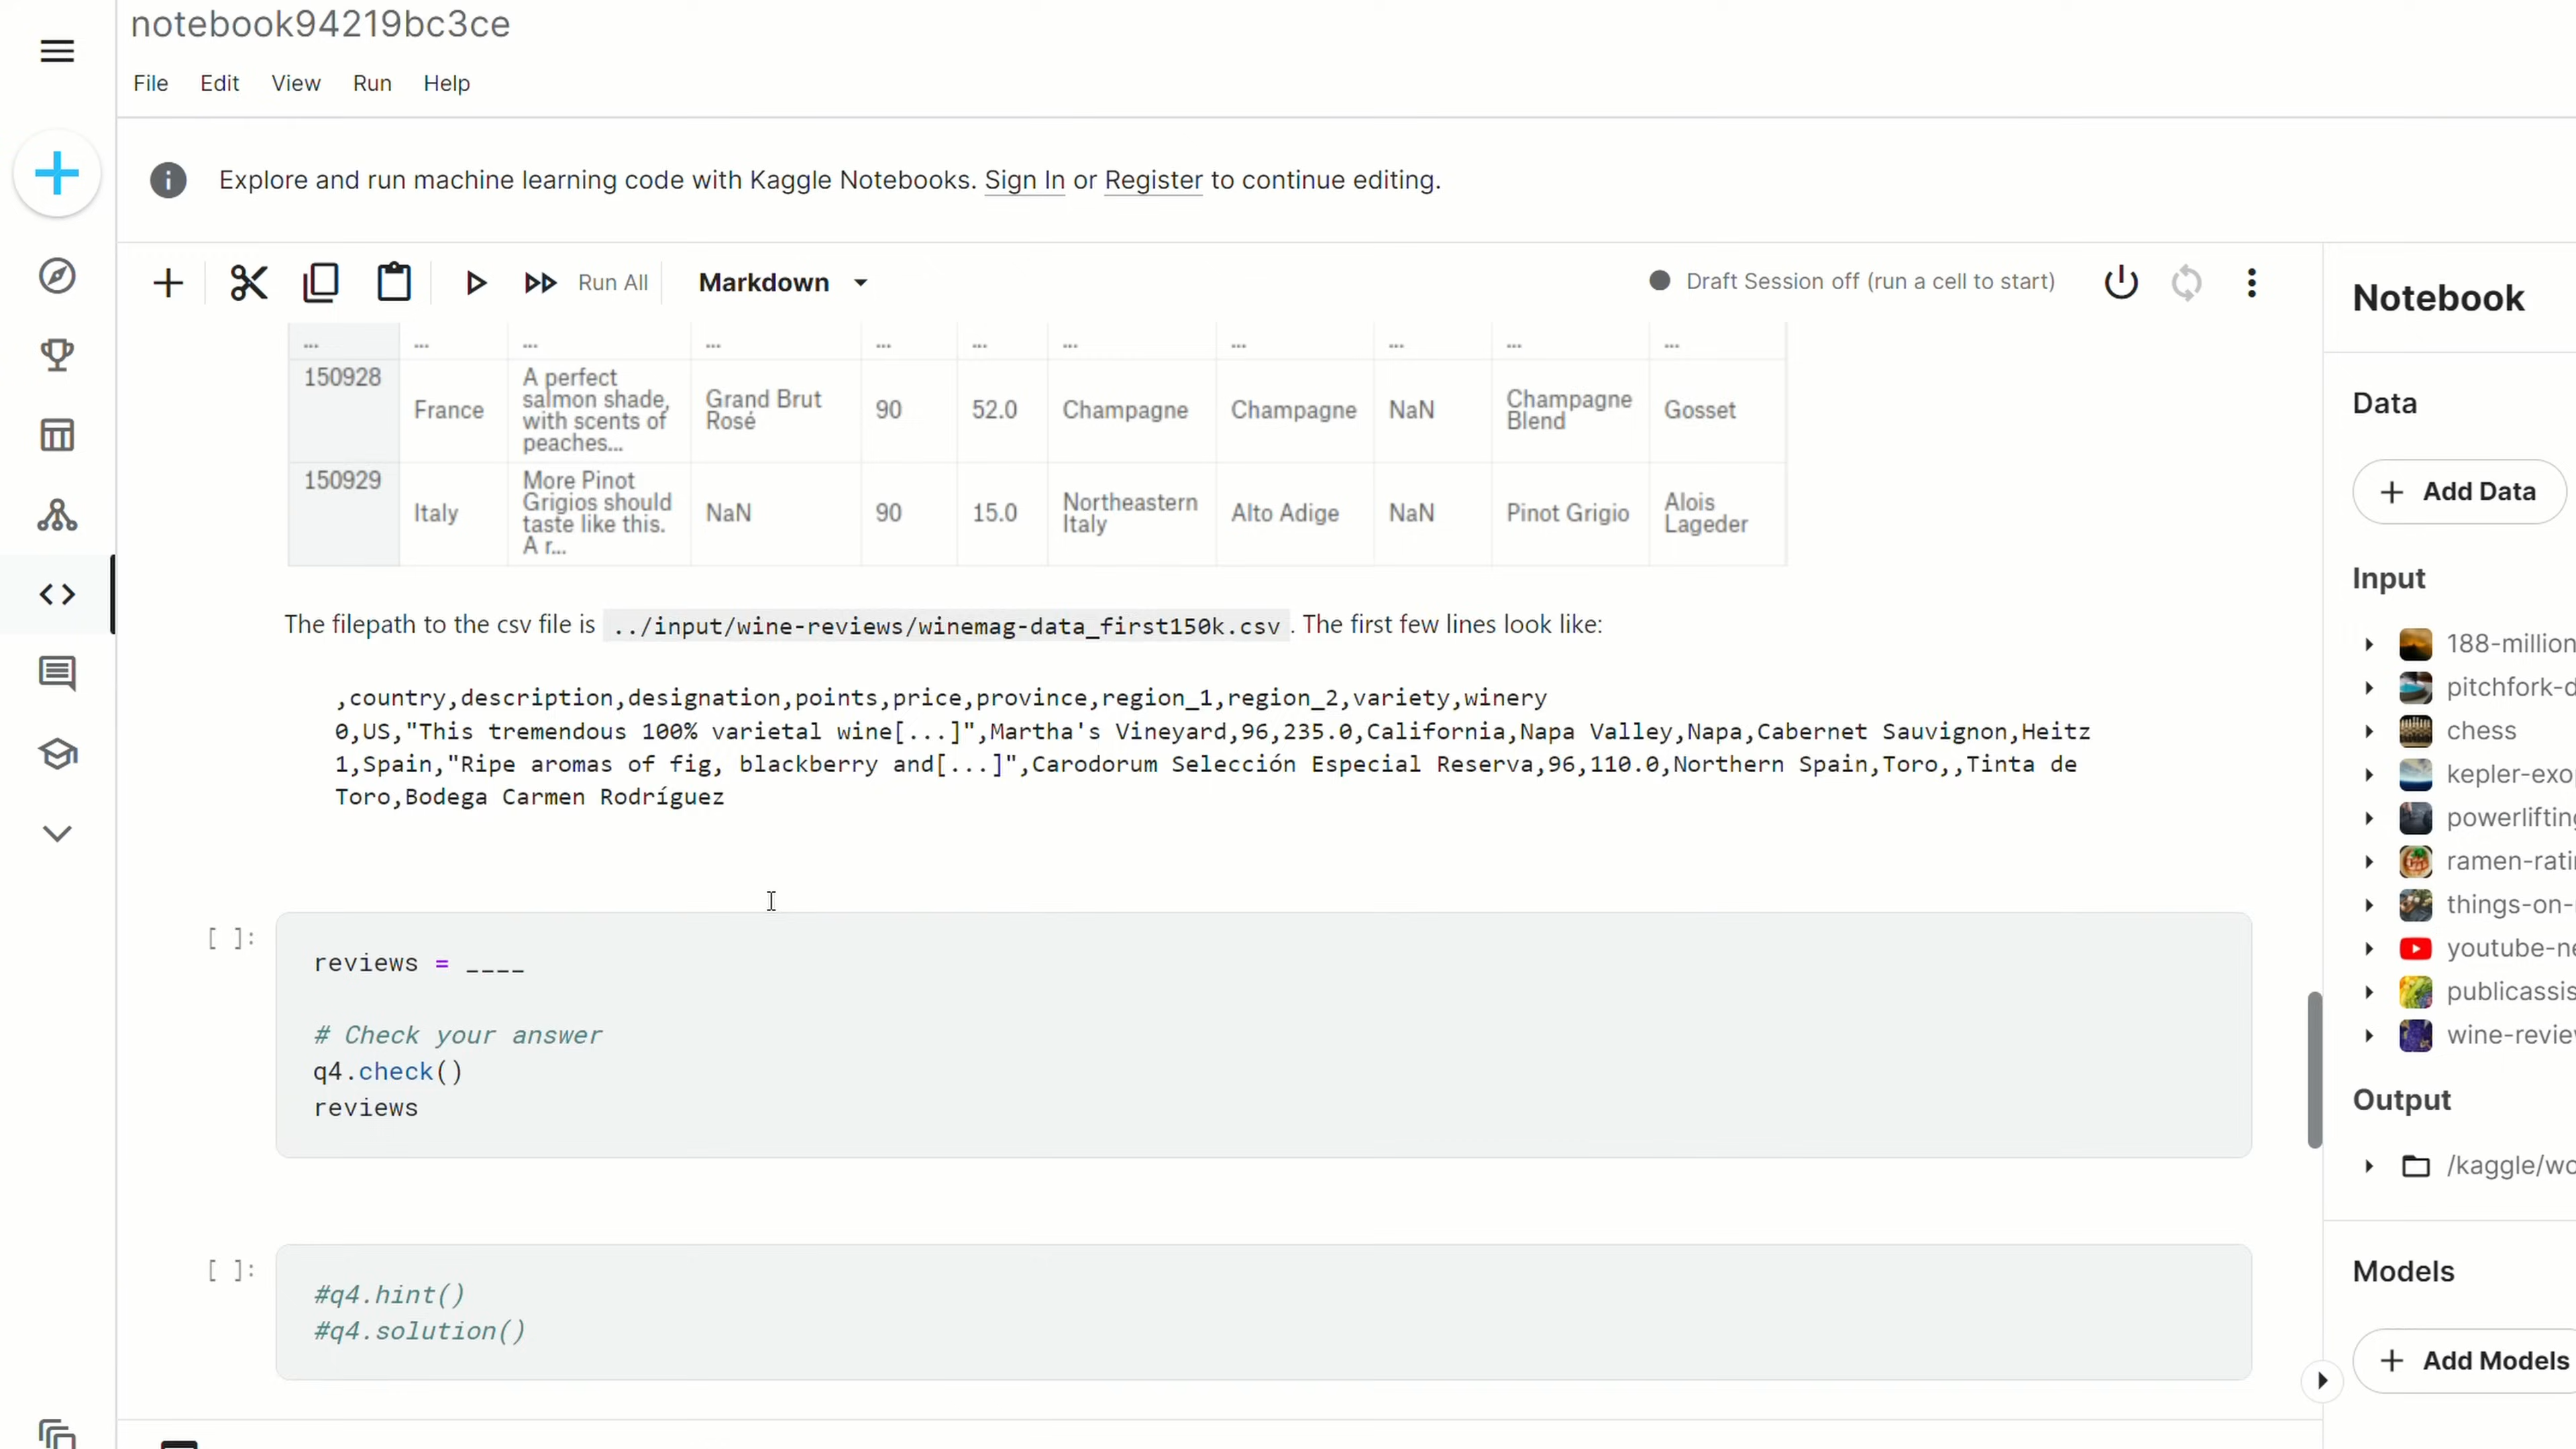 notebook94219bc3ce
File Edit View Run Help
Explore and run machine learning code with Kaggle Notebooks. Sign In or Register to continue editing.
Run All Markdown Draft Session off (run a cell to start)
... ... ... ... ... ... ... ... ... ... ...
150928 France A perfect salmon shade, with scents of peaches... Grand Brut Rosé 90 52.0 Champagne Champagne NaN Champagne Blend Gosset
150929 Italy More Pinot Grigios should taste like this. A r... NaN 90 15.0 Northeastern Italy Alto Adige NaN Pinot Grigio Alois Lageder
The filepath to the csv file is ../input/wine-reviews/winemag-data_first150k.csv . The first few lines look like:
,country,description,designation,points,price,province,region_1,region_2,variety,winery
0,US,"This tremendous 100% varietal wine[...]",Martha's Vineyard,96,235.0,California,Napa Valley,Napa,Cabernet Sauvignon,Heitz
1,Spain,"Ripe aromas of fig, blackberry and[...]",Carodorum Selección Especial Reserva,96,110.0,Northern Spain,Toro,,Tinta de
Toro,Bodega Carmen Rodríguez
[ ]:
reviews = ____
# Check your answer
q4.check()
reviews
[ ]:
#q4.hint()
#q4.solution()
Notebook
Data
+ Add Data
Input
188-million
pitchfork-d
chess
kepler-exo
powerlifting
ramen-rati
things-on-
youtube-ne
publicassis
wine-revie
Output
/kaggle/wo
Models
+ Add Models